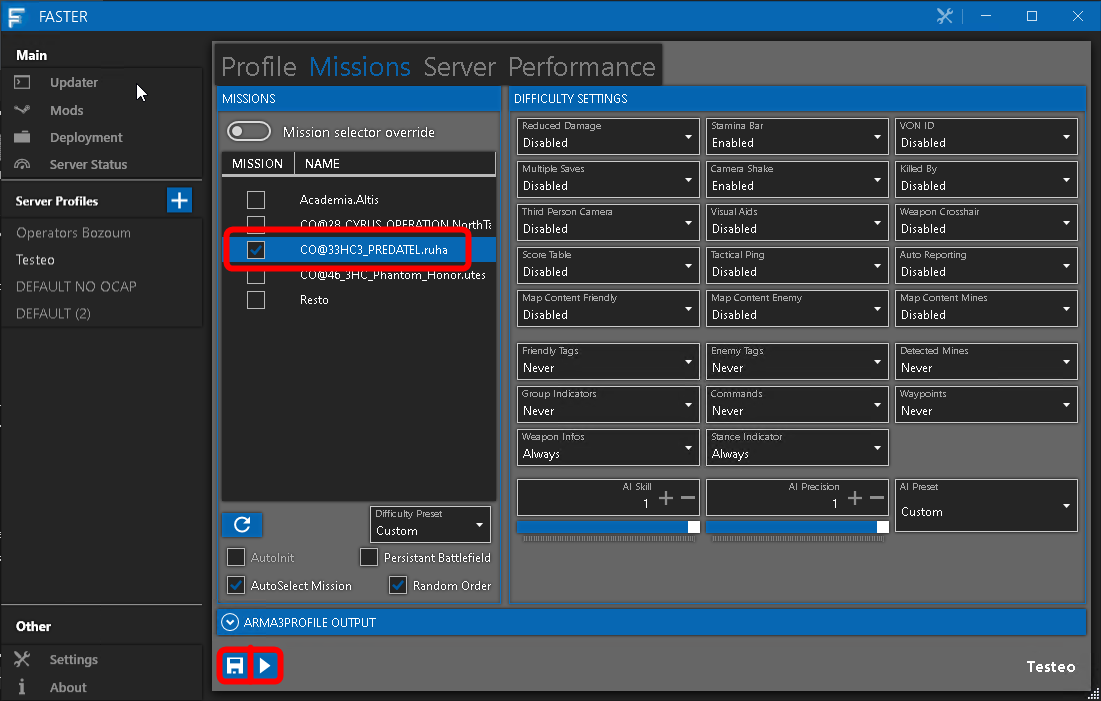 FASTER
Main
Updater
Mods
Deployment
Server Status
Server Profiles
Operators Bozoum
Testeo
DEFAULT NO OCAP
DEFAULT (2)
Other
Settings
About
Profile Missions Server Performance
MISSIONS
Mission selector override
MISSION NAME
Academia.Altis
CO@28_CYRUS_OPERATION.NorthTa
CO@33HC3_PREDATEL.ruha
CO@46_3HC_Phantom_Honor.utes
Resto
Difficulty Preset
Custom
AutoInit Persistant Battlefield
AutoSelect Mission Random Order
DIFFICULTY SETTINGS
Reduced Damage Stamina Bar VON ID
Disabled Enabled Disabled
Multiple Saves Camera Shake Killed By
Disabled Enabled Disabled
Third Person Camera Visual Aids Weapon Crosshair
Disabled Disabled Disabled
Score Table Tactical Ping Auto Reporting
Disabled Disabled Disabled
Map Content Friendly Map Content Enemy Map Content Mines
Disabled Disabled Disabled
Friendly Tags Enemy Tags Detected Mines
Never Never Never
Group Indicators Commands Waypoints
Never Never Never
Weapon Infos Stance Indicator
Always Always
AI Skill AI Precision AI Preset
1 1 Custom
ARMA3PROFILE OUTPUT
Testeo